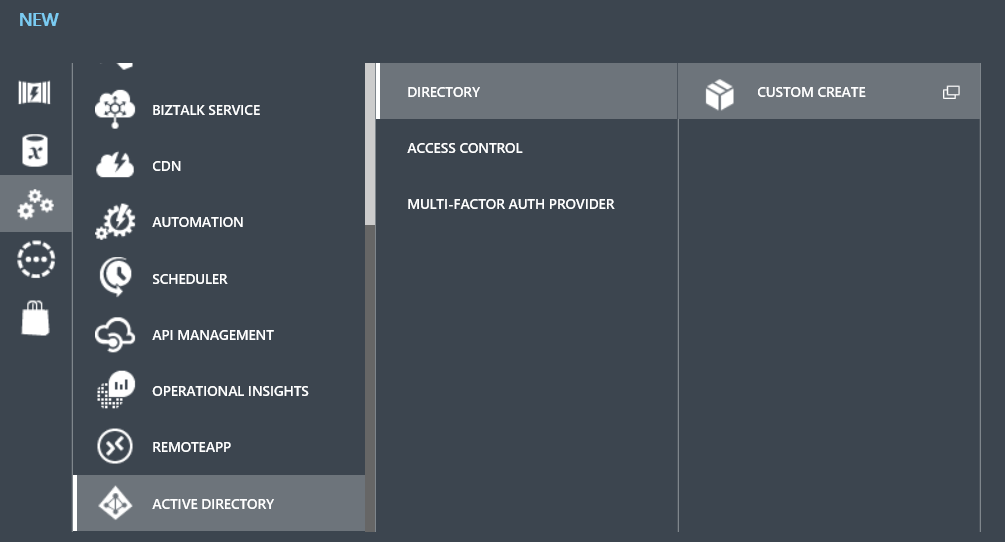 NEW
BIZTALK SERVICE
CDN
AUTOMATION
SCHEDULER
API MANAGEMENT
OPERATIONAL INSIGHTS
REMOTEAPP
ACTIVE DIRECTORY
DIRECTORY
ACCESS CONTROL
MULTI-FACTOR AUTH PROVIDER
CUSTOM CREATE